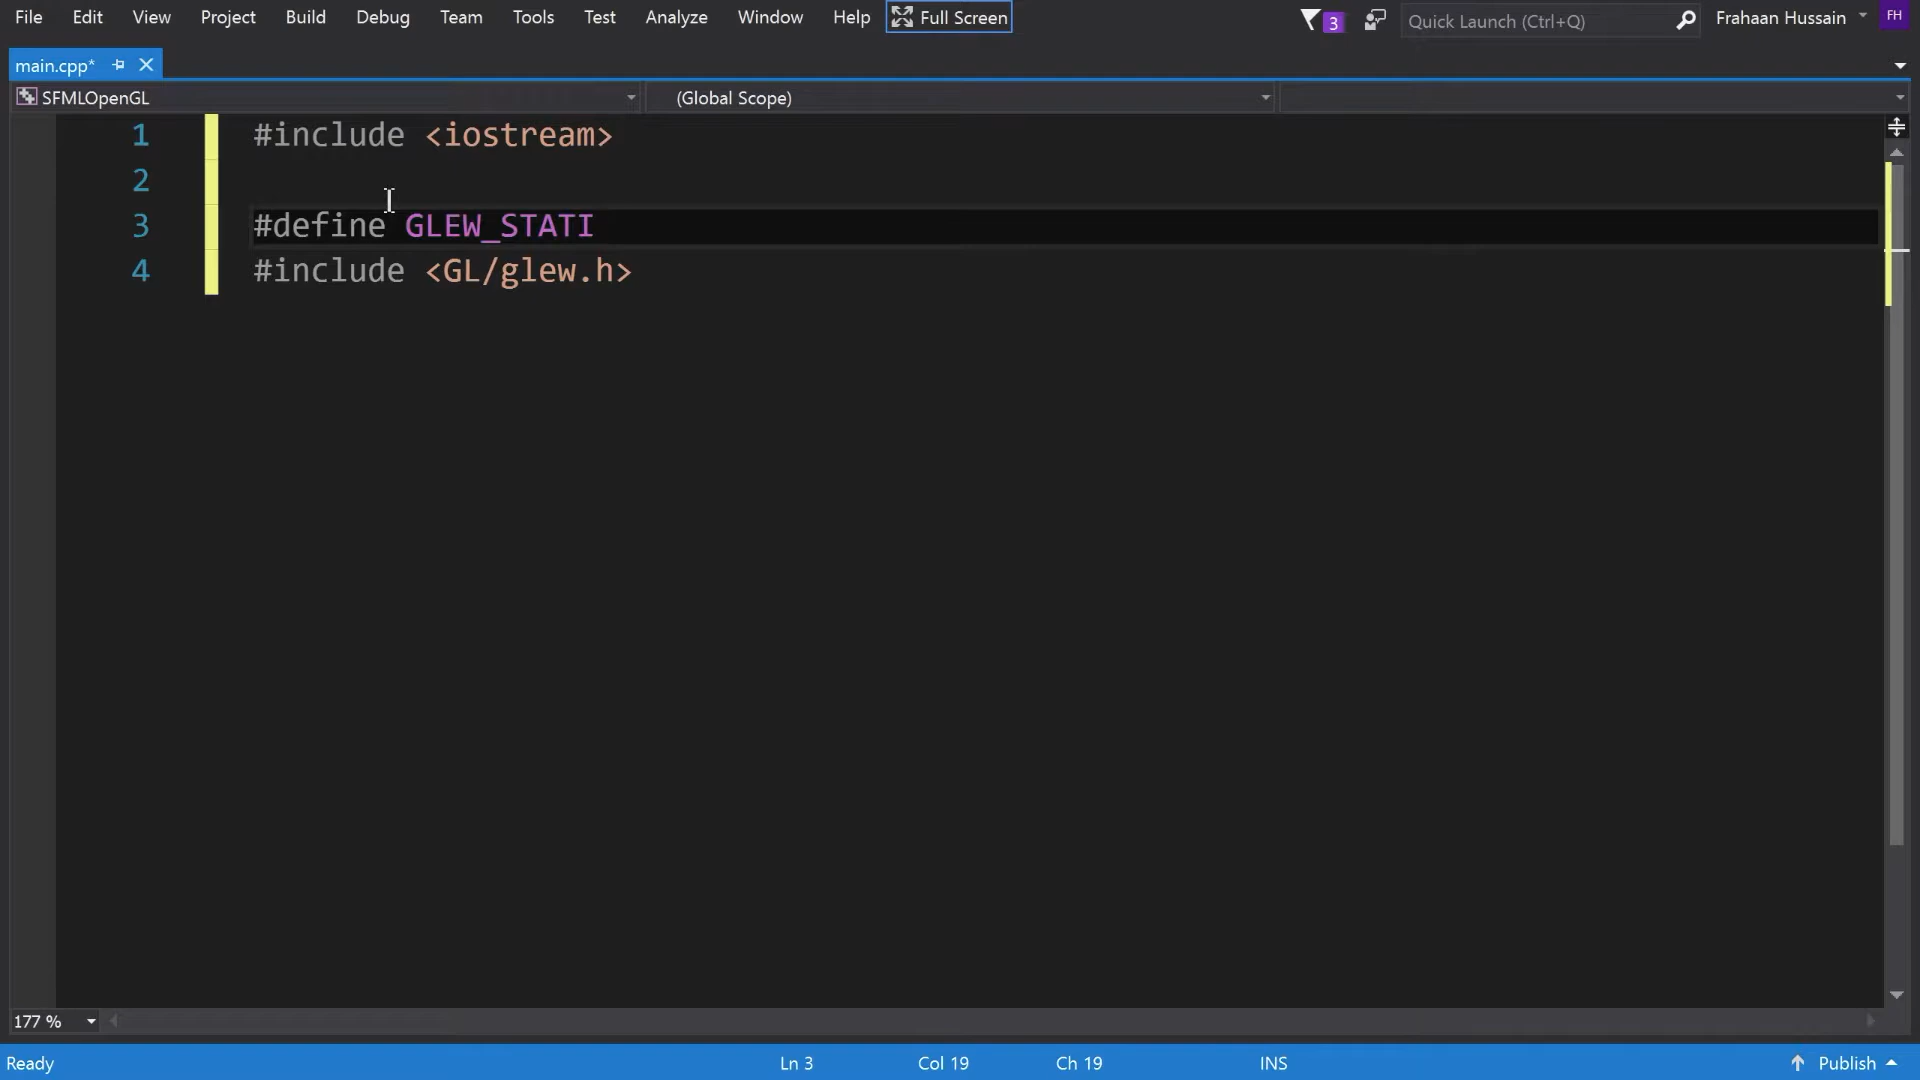 File Edit View Project Build Debug Team Tools Test Analyze Window Help Full Screen 3 Quick Launch (Ctrl+Q) Frahaan Hussain FH
main.cpp*
SFMLOpenGL (Global Scope)
1 #include <iostream>
2
3 #define GLEW_STATI
4 #include <GL/glew.h>
177 %
Ready Ln 3 Col 19 Ch 19 INS Publish